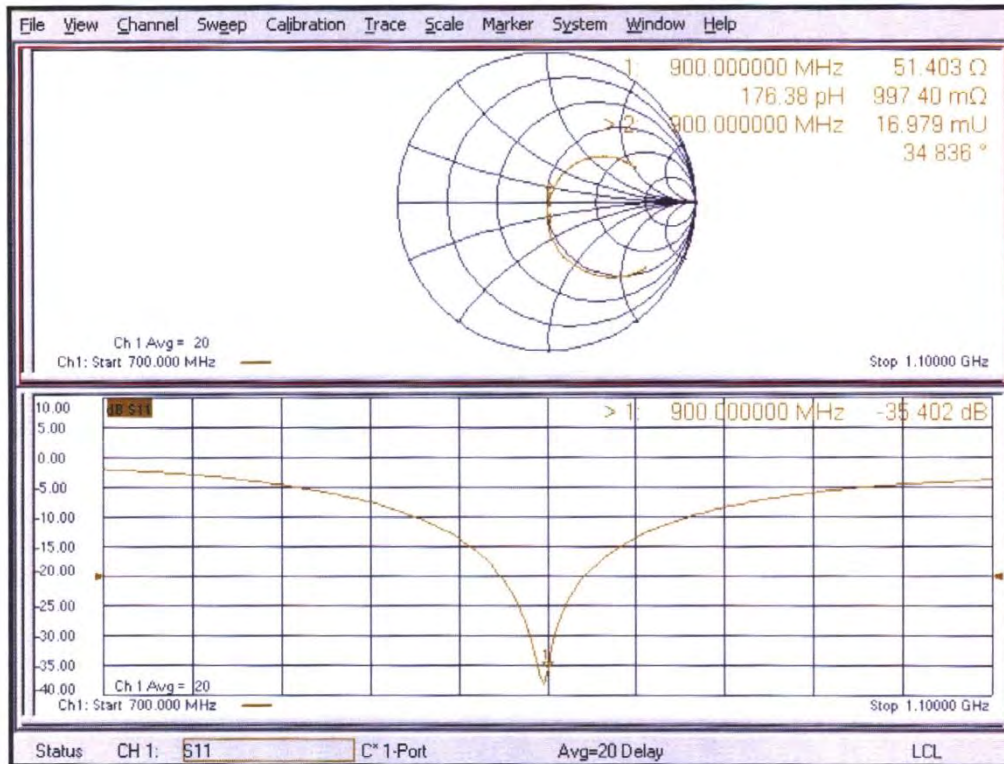 File View Channel Sweep Calibration Trace Scale Marker System Window Help
1: 900.000000 MHz 51.403 Ω
176.38 pH 997.40 mΩ
> 2: 900.000000 MHz 16.979 mU
34.836 °
Ch 1 Avg = 20
Ch1: Start 700.000 MHz Stop 1.10000 GHz
10.00 dB S11 > 1: 900.000000 MHz -35.402 dB
5.00
0.00
-5.00
-10.00
-15.00
-20.00
-25.00
-30.00
-35.00 1
-40.00 Ch 1 Avg = 20
Ch1: Start 700.000 MHz Stop 1.10000 GHz
Status CH 1: S11 C* 1-Port Avg=20 Delay LCL